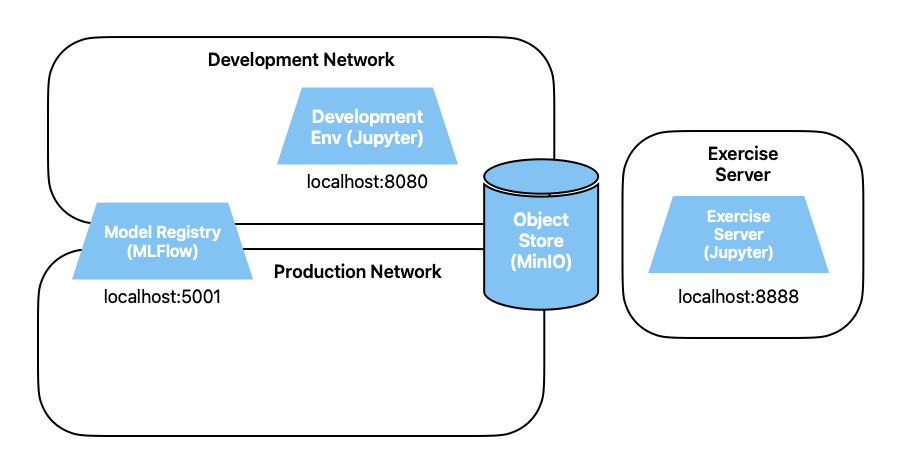 Development Network
Development
Env (Jupyter)
localhost:8080
Model Registry
(MLFlow)
localhost:5001
Production Network
Object
Store
(MinIO)
Exercise
Server
Exercise
Server
(Jupyter)
localhost:8888